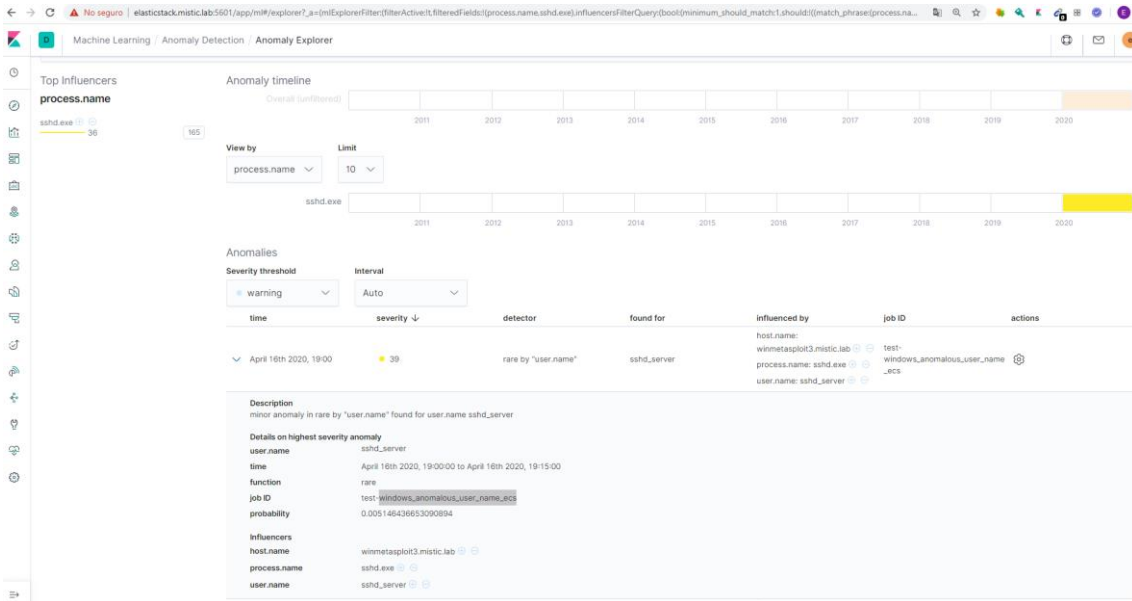 No seguro | elasticstack.mistic.lab:5601/app/ml#/explorer?_a=(mlExplorerFilter:(filterActive:!t,filteredFields:!(process.name,sshd.exe),influencersFilterQuery:(bool:(minimum_should_match:1,should:!((match_phrase:(process.na...
D Machine Learning / Anomaly Detection / Anomaly Explorer
Top Influencers
process.name
sshd.exe
36 165
Anomaly timeline
Overall (unfiltered)
2011 2012 2013 2014 2015 2016 2017 2018 2019 2020
View by Limit
process.name 10
sshd.exe
2011 2012 2013 2014 2015 2016 2017 2018 2019 2020
Anomalies
Severity threshold Interval
warning Auto
time severity detector found for influenced by job ID actions
April 16th 2020, 19:00 39 rare by "user.name" sshd_server
host.name:
winmetasploit3.mistic.lab
process.name: sshd.exe
user.name: sshd_server
test-
windows_anomalous_user_name
_ecs
Description
minor anomaly in rare by "user.name" found for user.name sshd_server
Details on highest severity anomaly
user.name sshd_server
time April 16th 2020, 19:00:00 to April 16th 2020, 19:15:00
function rare
job ID test-windows_anomalous_user_name_ecs
probability 0.005146436653090894
Influencers
host.name winmetasploit3.mistic.lab
process.name sshd.exe
user.name sshd_server